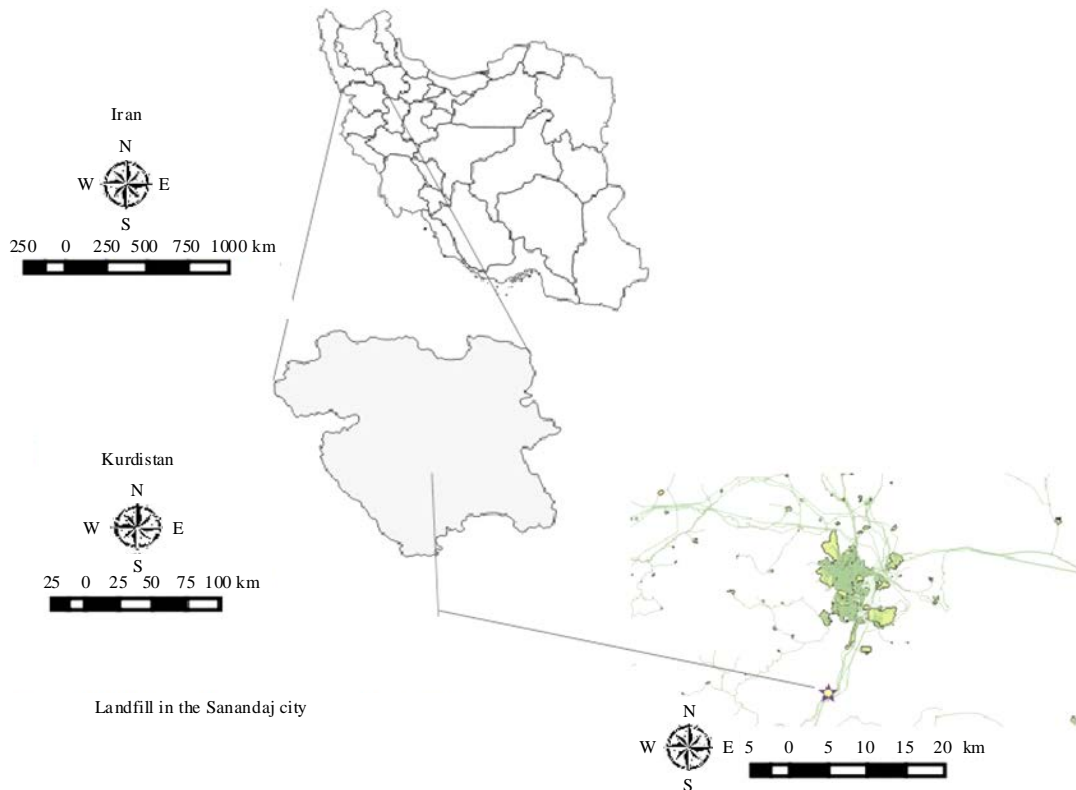 Iran
N
W E
S
250 0 250 500 750 1000 km
Kurdistan
N
W E
S
25 0 25 50 75 100 km
Landfill in the Sanandaj city
N
W E
S
5 0 5 10 15 20 km